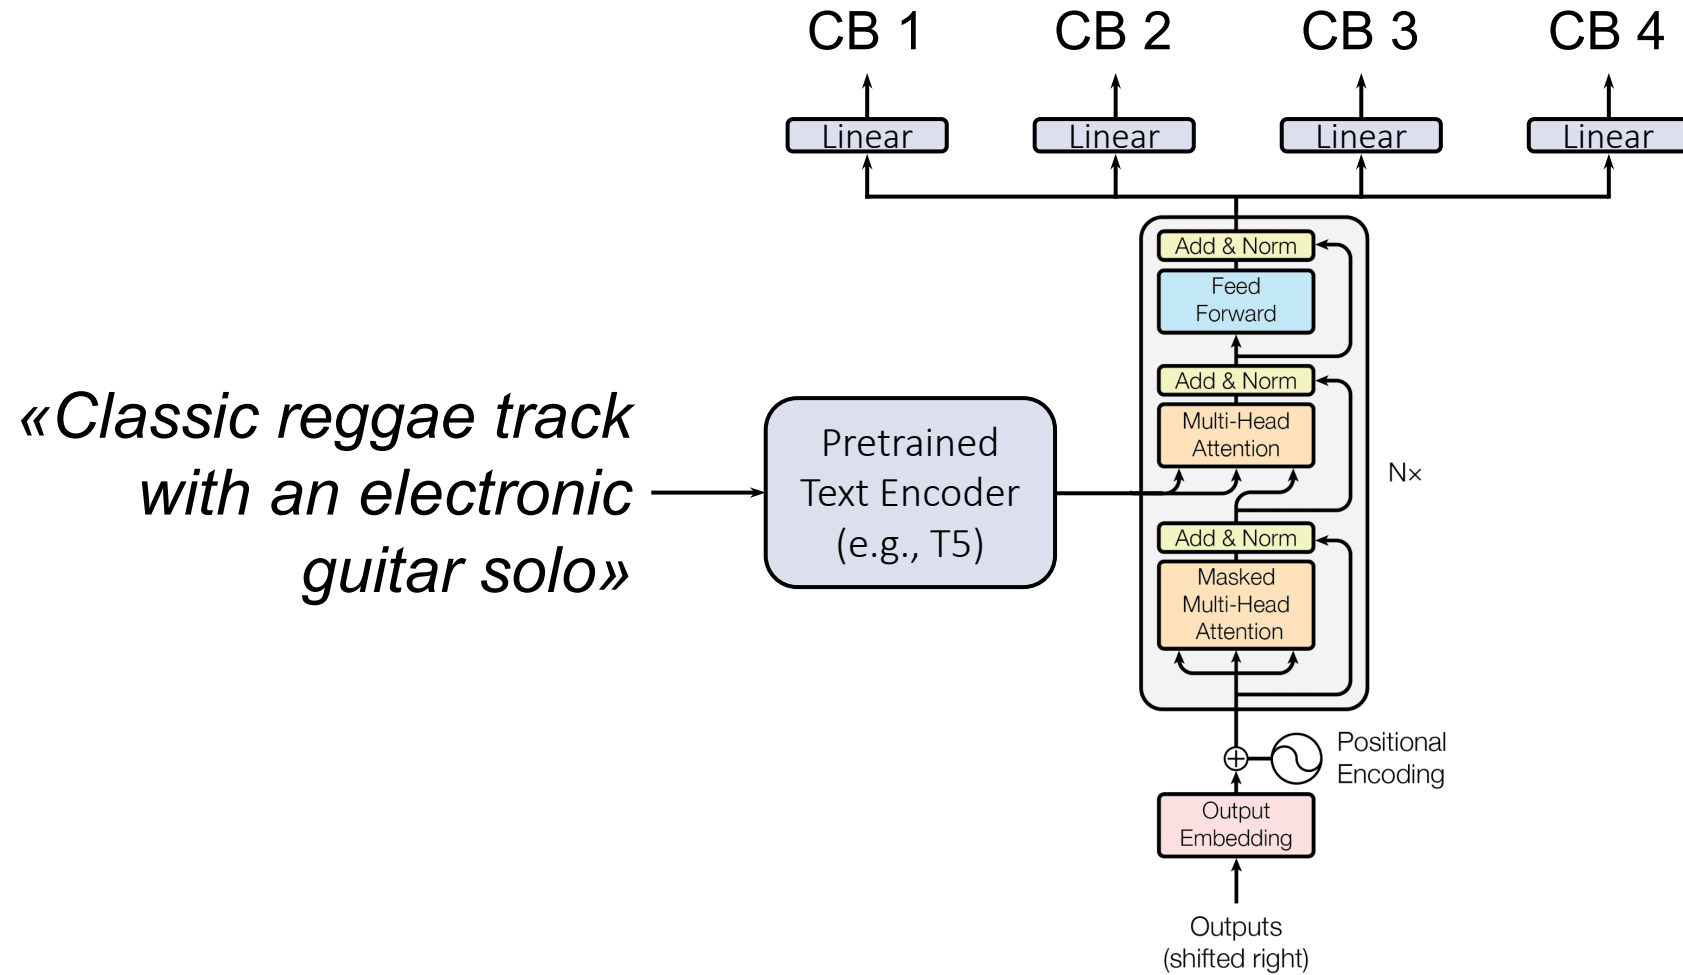 CB 1
CB 2
CB 3
CB 4
Linear
Linear
Linear
Linear
Add & Norm
Feed
Forward
Add & Norm
Multi-Head
Attention
N×
«Classic reggae track
with an electronic
guitar solo»
Pretrained
Text Encoder
(e.g., T5)
Add & Norm
Masked
Multi-Head
Attention
Positional
Encoding
Output
Embedding
Outputs
(shifted right)